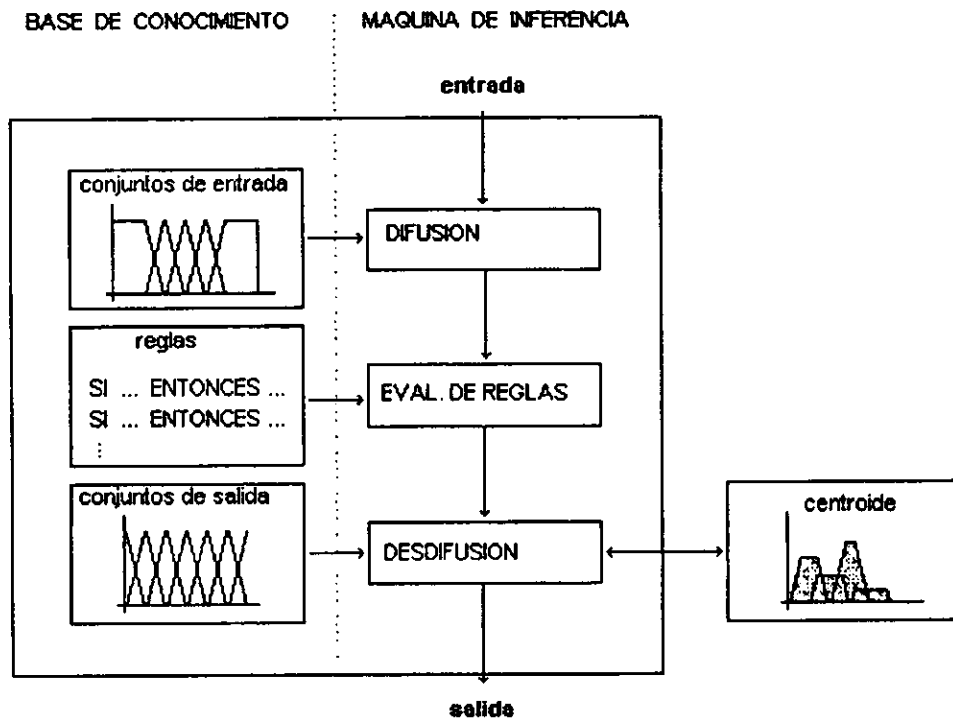 BASE DE CONOCIMIENTO
MAQUINA DE INFERENCIA
entrada
conjuntos de entrada
DIFUSION
reglas
SI ... ENTONCES ...
SI ... ENTONCES ...
:
EVAL. DE REGLAS
conjuntos de salida
DESDIFUSION
centroide
salida